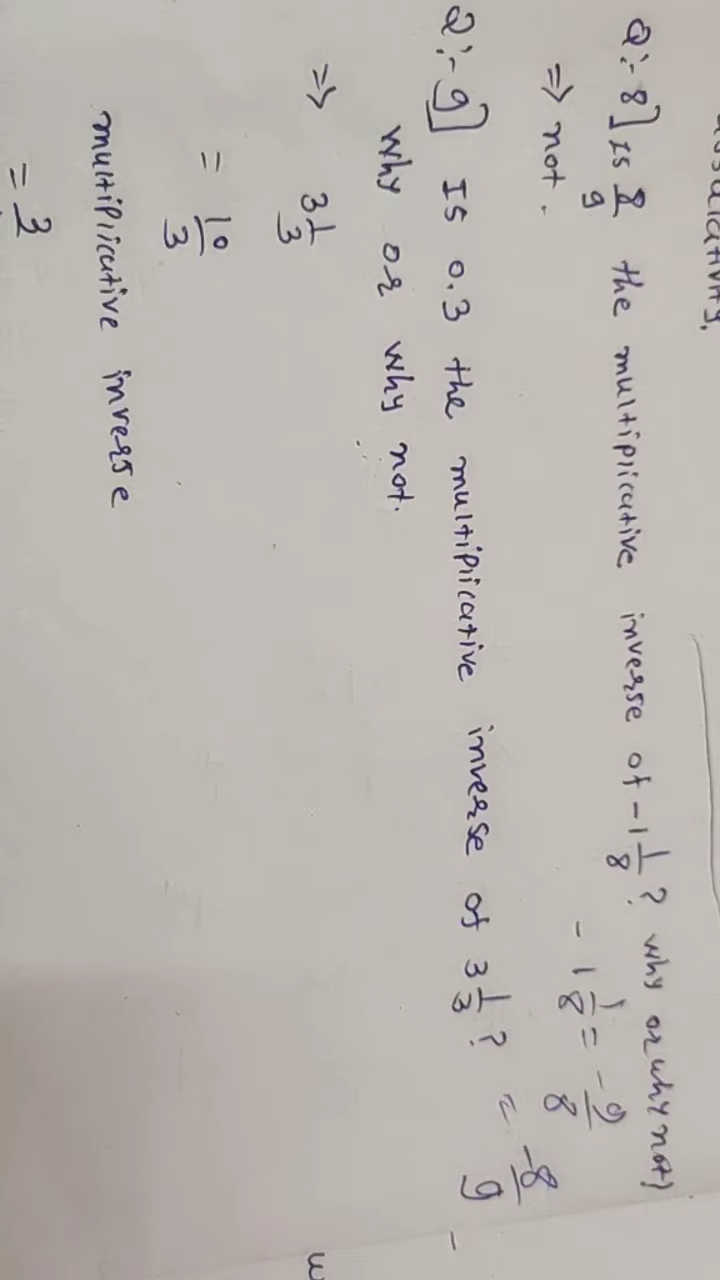 Q:- 8] Is 8/9 the multiplicative inverse of -1 1/8? why or why not?
⇒ not.
- 1 1/8 = -9/8
= -8/9
Q:- 9] Is 0.3 the multiplicative inverse of 3 1/3?
why or why not.
⇒ 3 1/3
= 10/3
multiplicative inverse